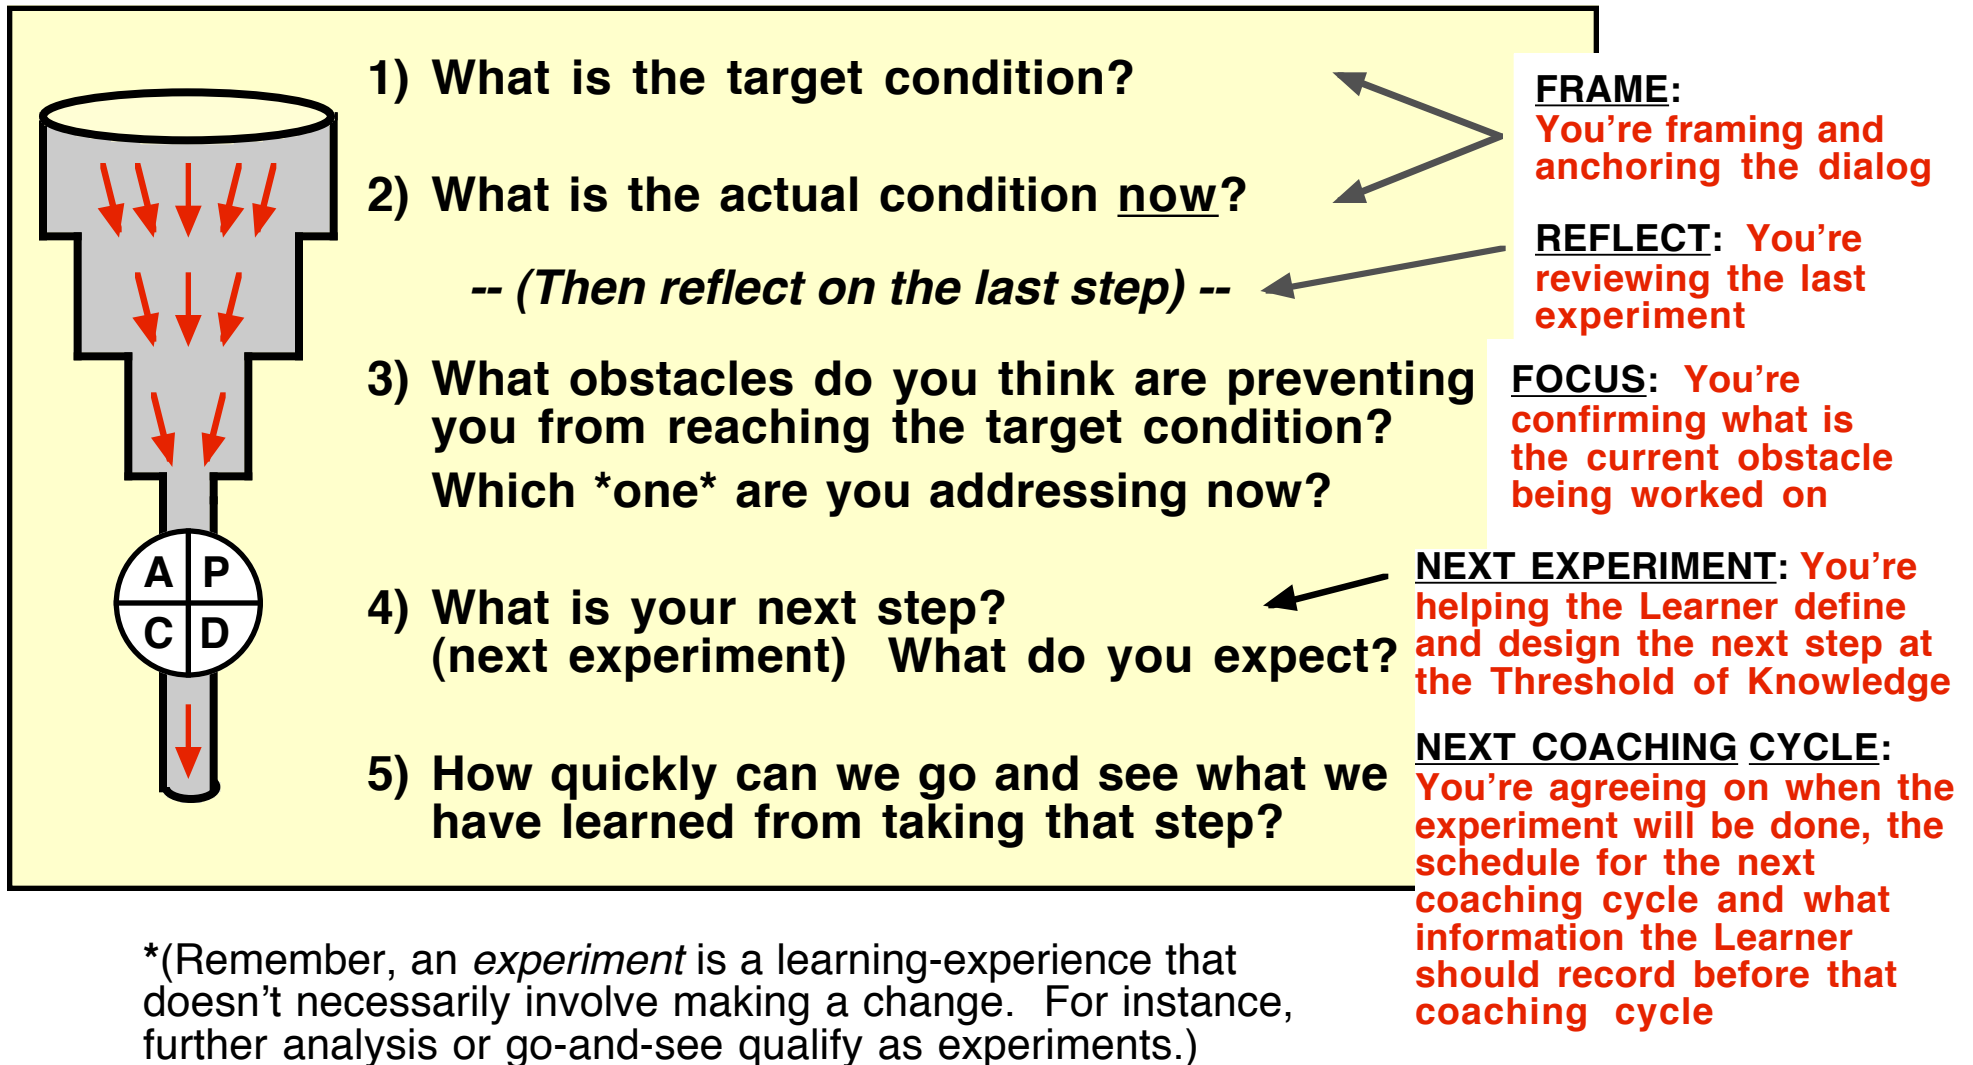 1) What is the target condition?
2) What is the actual condition now?
-- (Then reflect on the last step) --
3) What obstacles do you think are preventing
you from reaching the target condition?
Which *one* are you addressing now?
4) What is your next step?
(next experiment) What do you expect?
5) How quickly can we go and see what we
have learned from taking that step?
A P
C D
FRAME:
You're framing and
anchoring the dialog
REFLECT: You're
reviewing the last
experiment
FOCUS: You're
confirming what is
the current obstacle
being worked on
NEXT EXPERIMENT: You're
helping the Learner define
and design the next step at
the Threshold of Knowledge
NEXT COACHING CYCLE:
You're agreeing on when the
experiment will be done, the
schedule for the next
coaching cycle and what
information the Learner
should record before that
coaching cycle
*(Remember, an experiment is a learning-experience that
doesn't necessarily involve making a change. For instance,
further analysis or go-and-see qualify as experiments.)